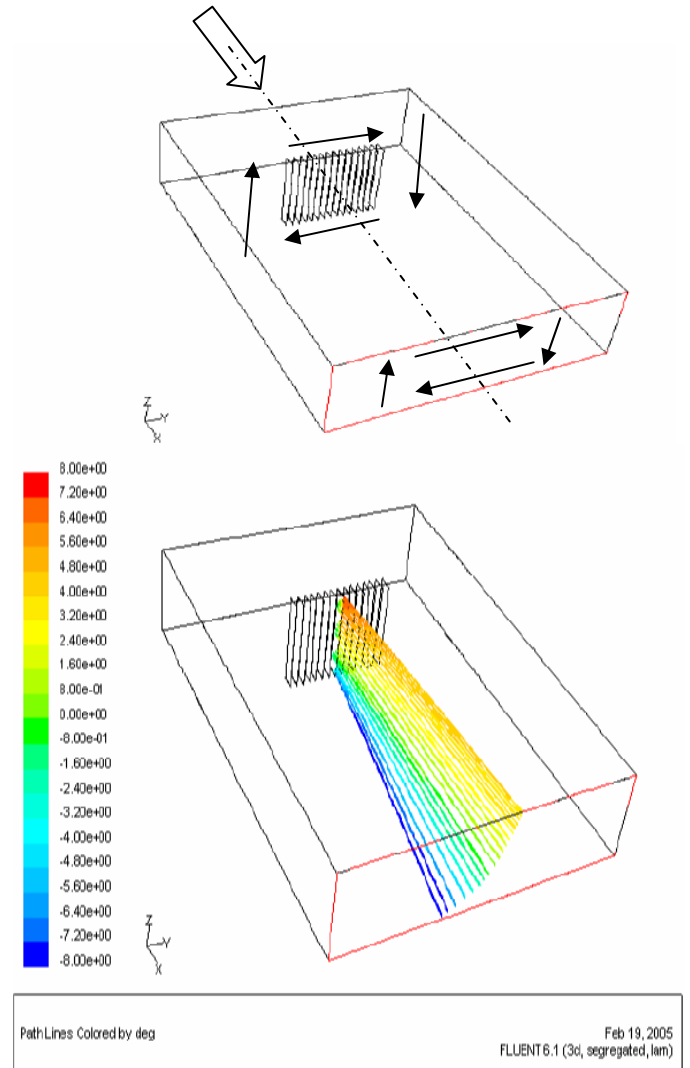 Z
Y
X
8.00e+00
7.20e+00
6.40e+00
5.60e+00
4.80e+00
4.00e+00
3.20e+00
2.40e+00
1.60e+00
8.00e-01
0.00e+00
-8.00e-01
-1.60e+00
-2.40e+00
-3.20e+00
-4.00e+00
-4.80e+00
-5.60e+00
-6.40e+00
-7.20e+00
-8.00e+00
Z
Y
X
Path Lines Colored by deg
Feb 19, 2005
FLUENT 6.1 (3d, segregated, lam)